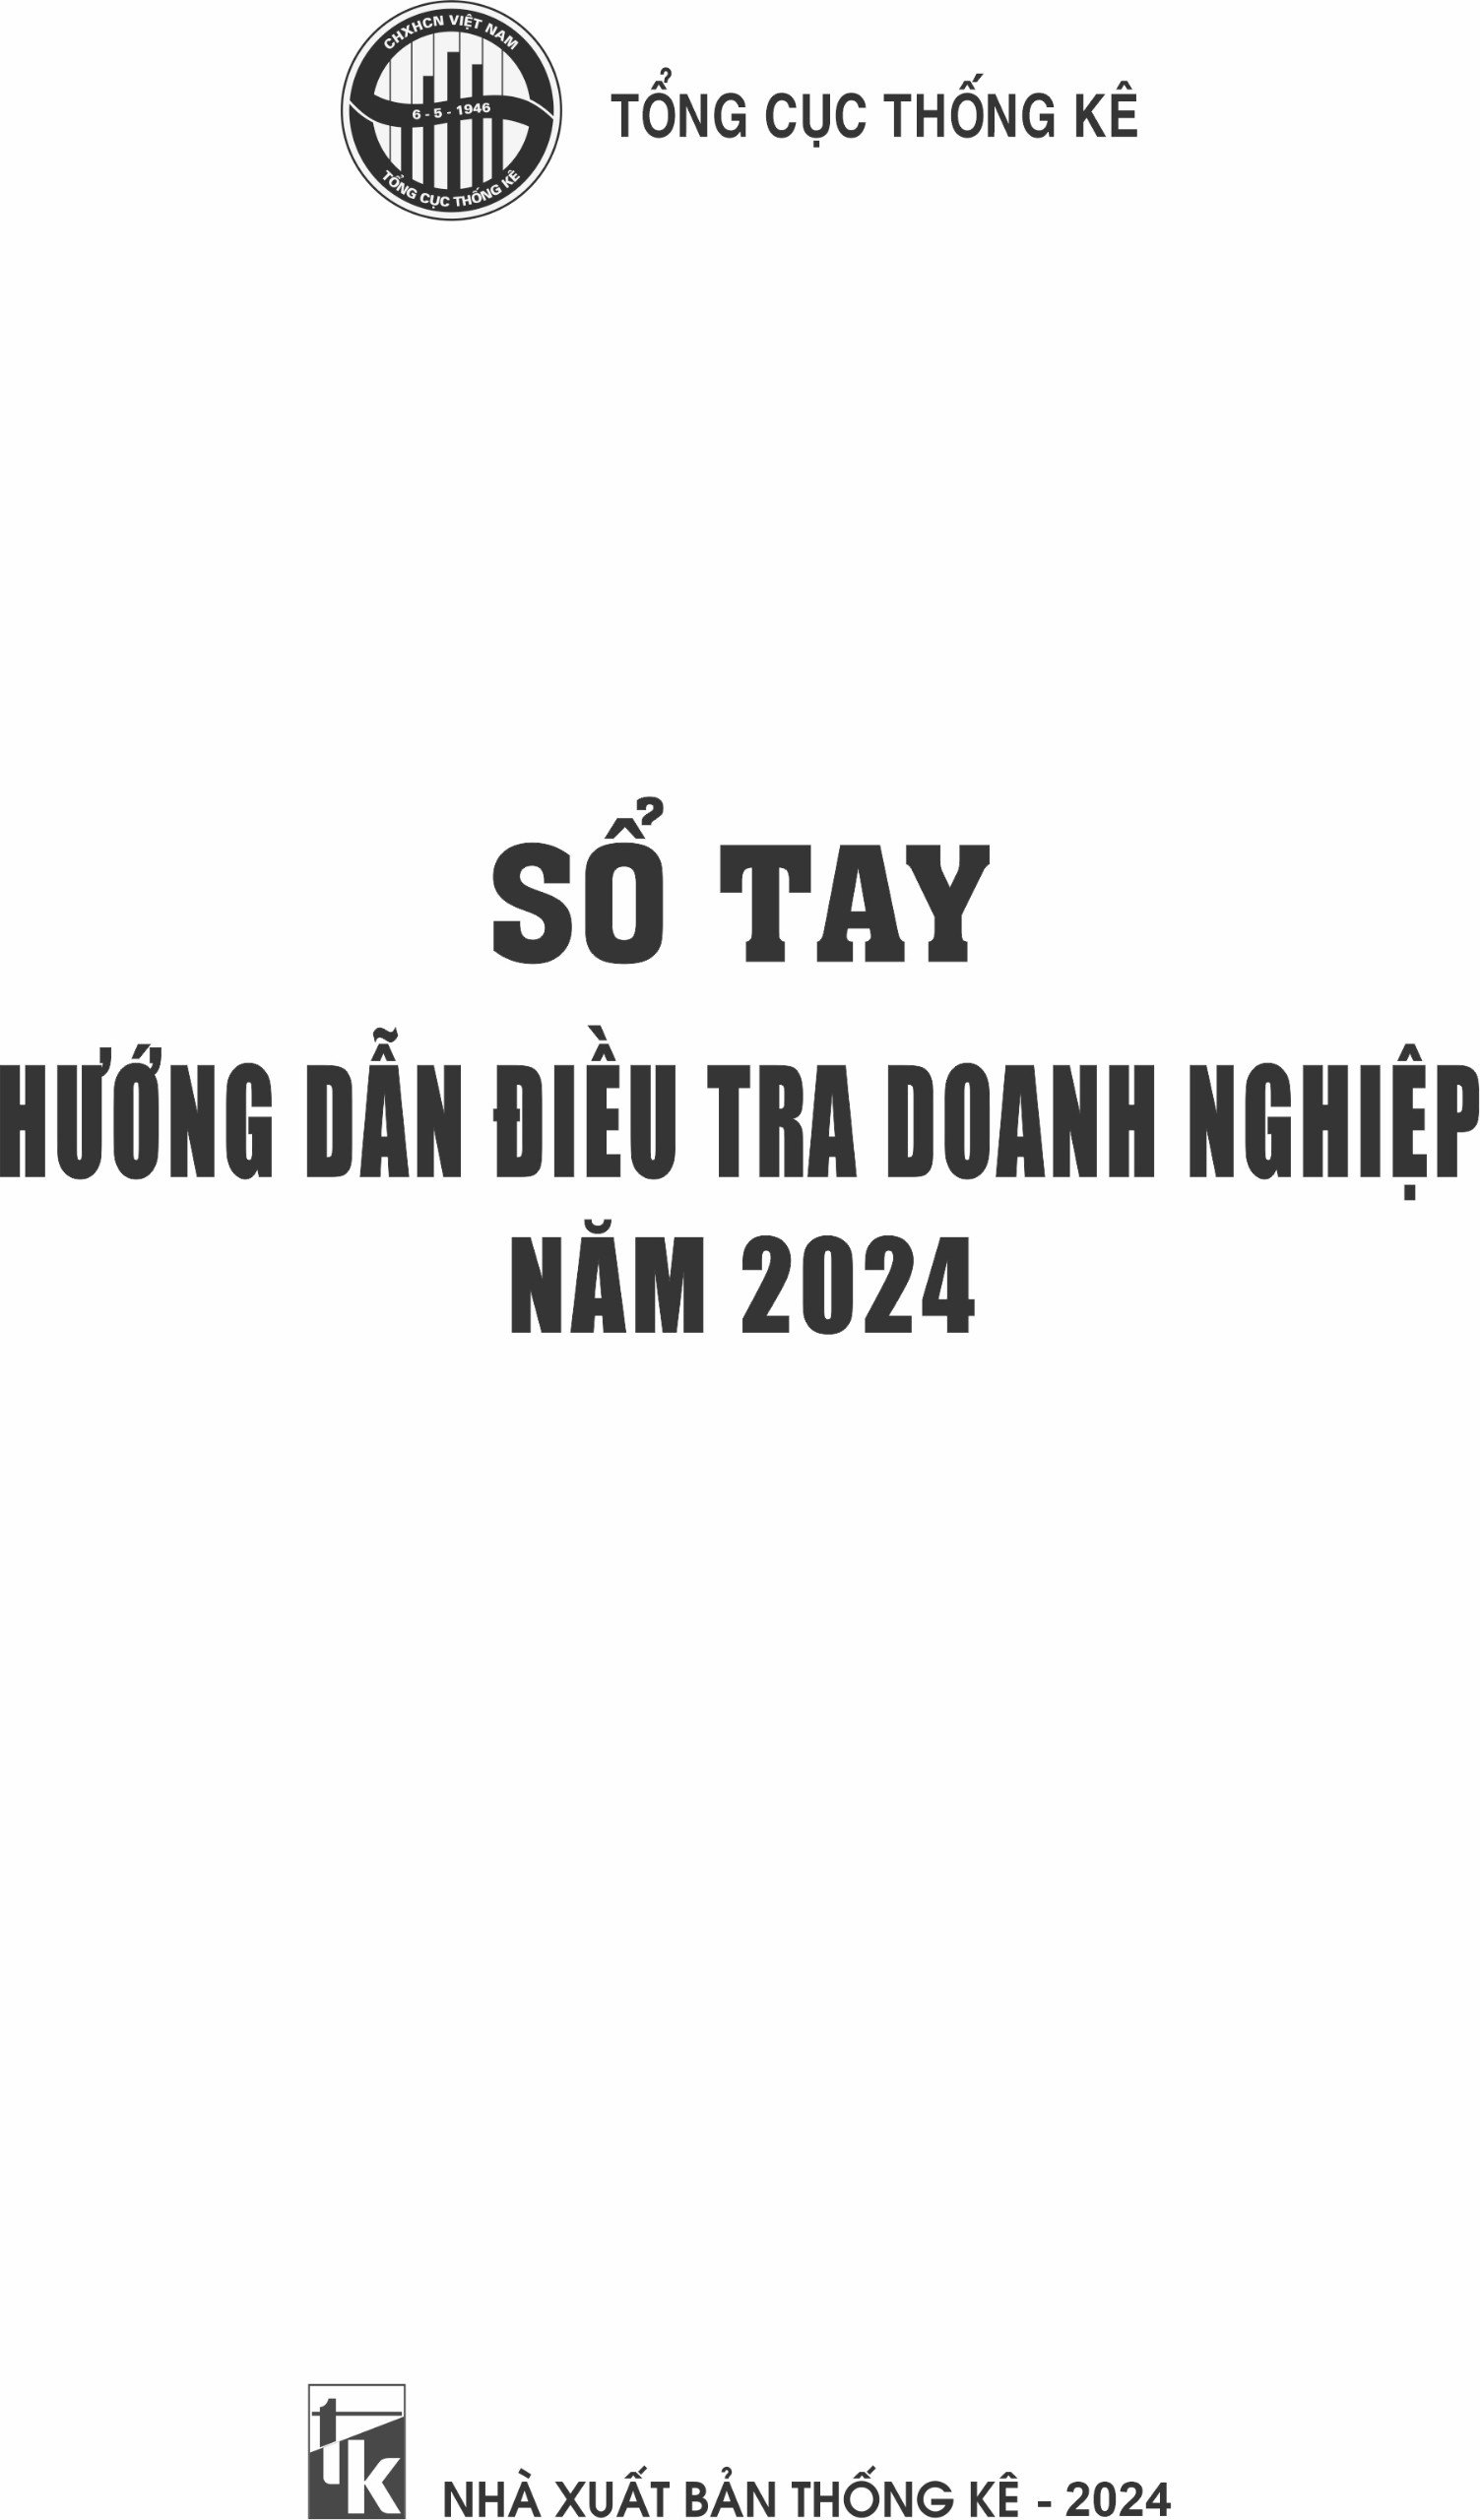 CHXHCN VIỆT NAM
6 - 5 - 1946
TỔNG CỤC THỐNG KÊ
TỔNG CỤC THỐNG KÊ
SỔ TAY
HƯỚNG DẪN ĐIỀU TRA DOANH NGHIỆP
NĂM 2024
tk
NHÀ XUẤT BẢN THỐNG KÊ - 2024